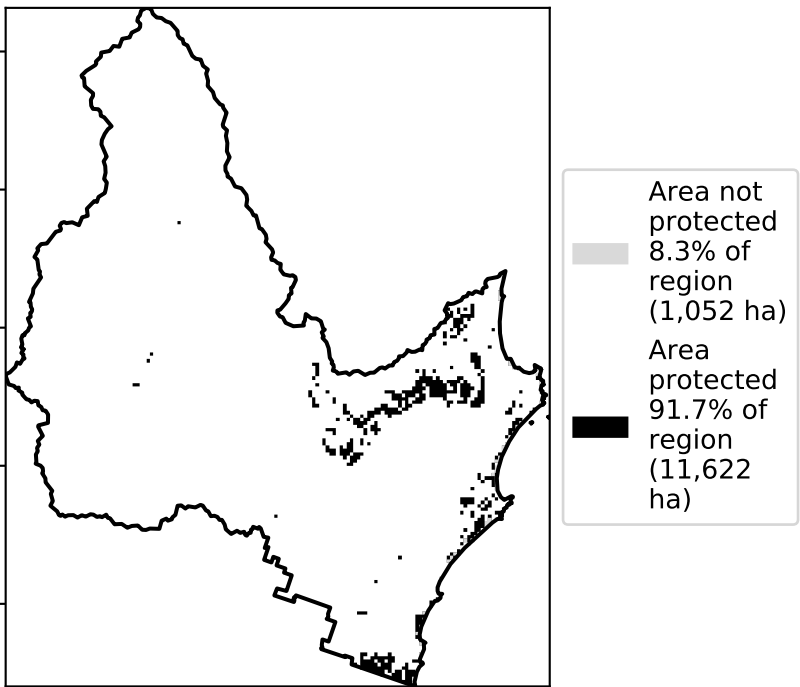 Area not
protected
8.3% of
region
(1,052 ha)
Area
protected
91.7% of
region
(11,622
ha)